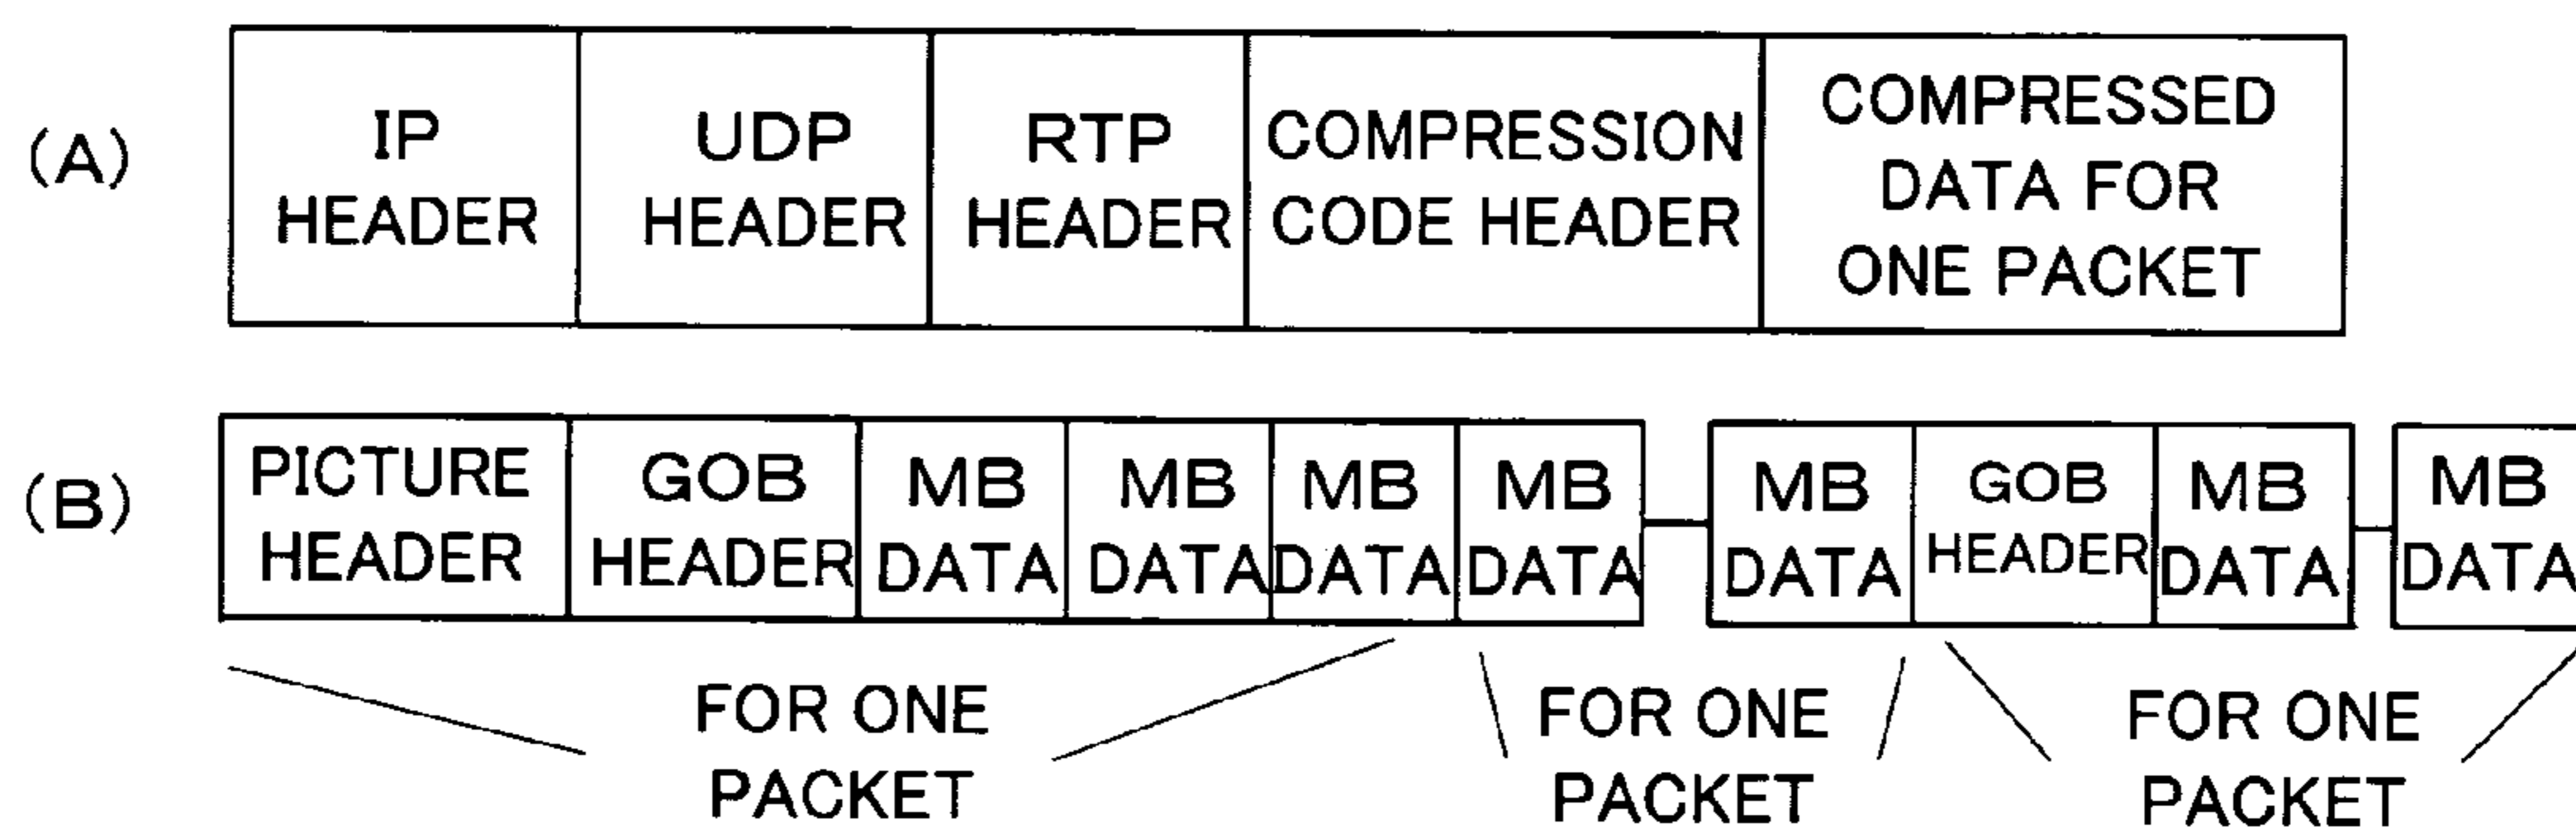 (A)
IP HEADER
UDP HEADER
RTP HEADER
COMPRESSION CODE HEADER
COMPRESSED DATA FOR ONE PACKET
(B)
PICTURE HEADER
GOB HEADER
MB DATA
MB DATA
MB DATA
MB DATA
MB DATA
GOB HEADER
MB DATA
MB DATA
FOR ONE PACKET
FOR ONE PACKET
FOR ONE PACKET